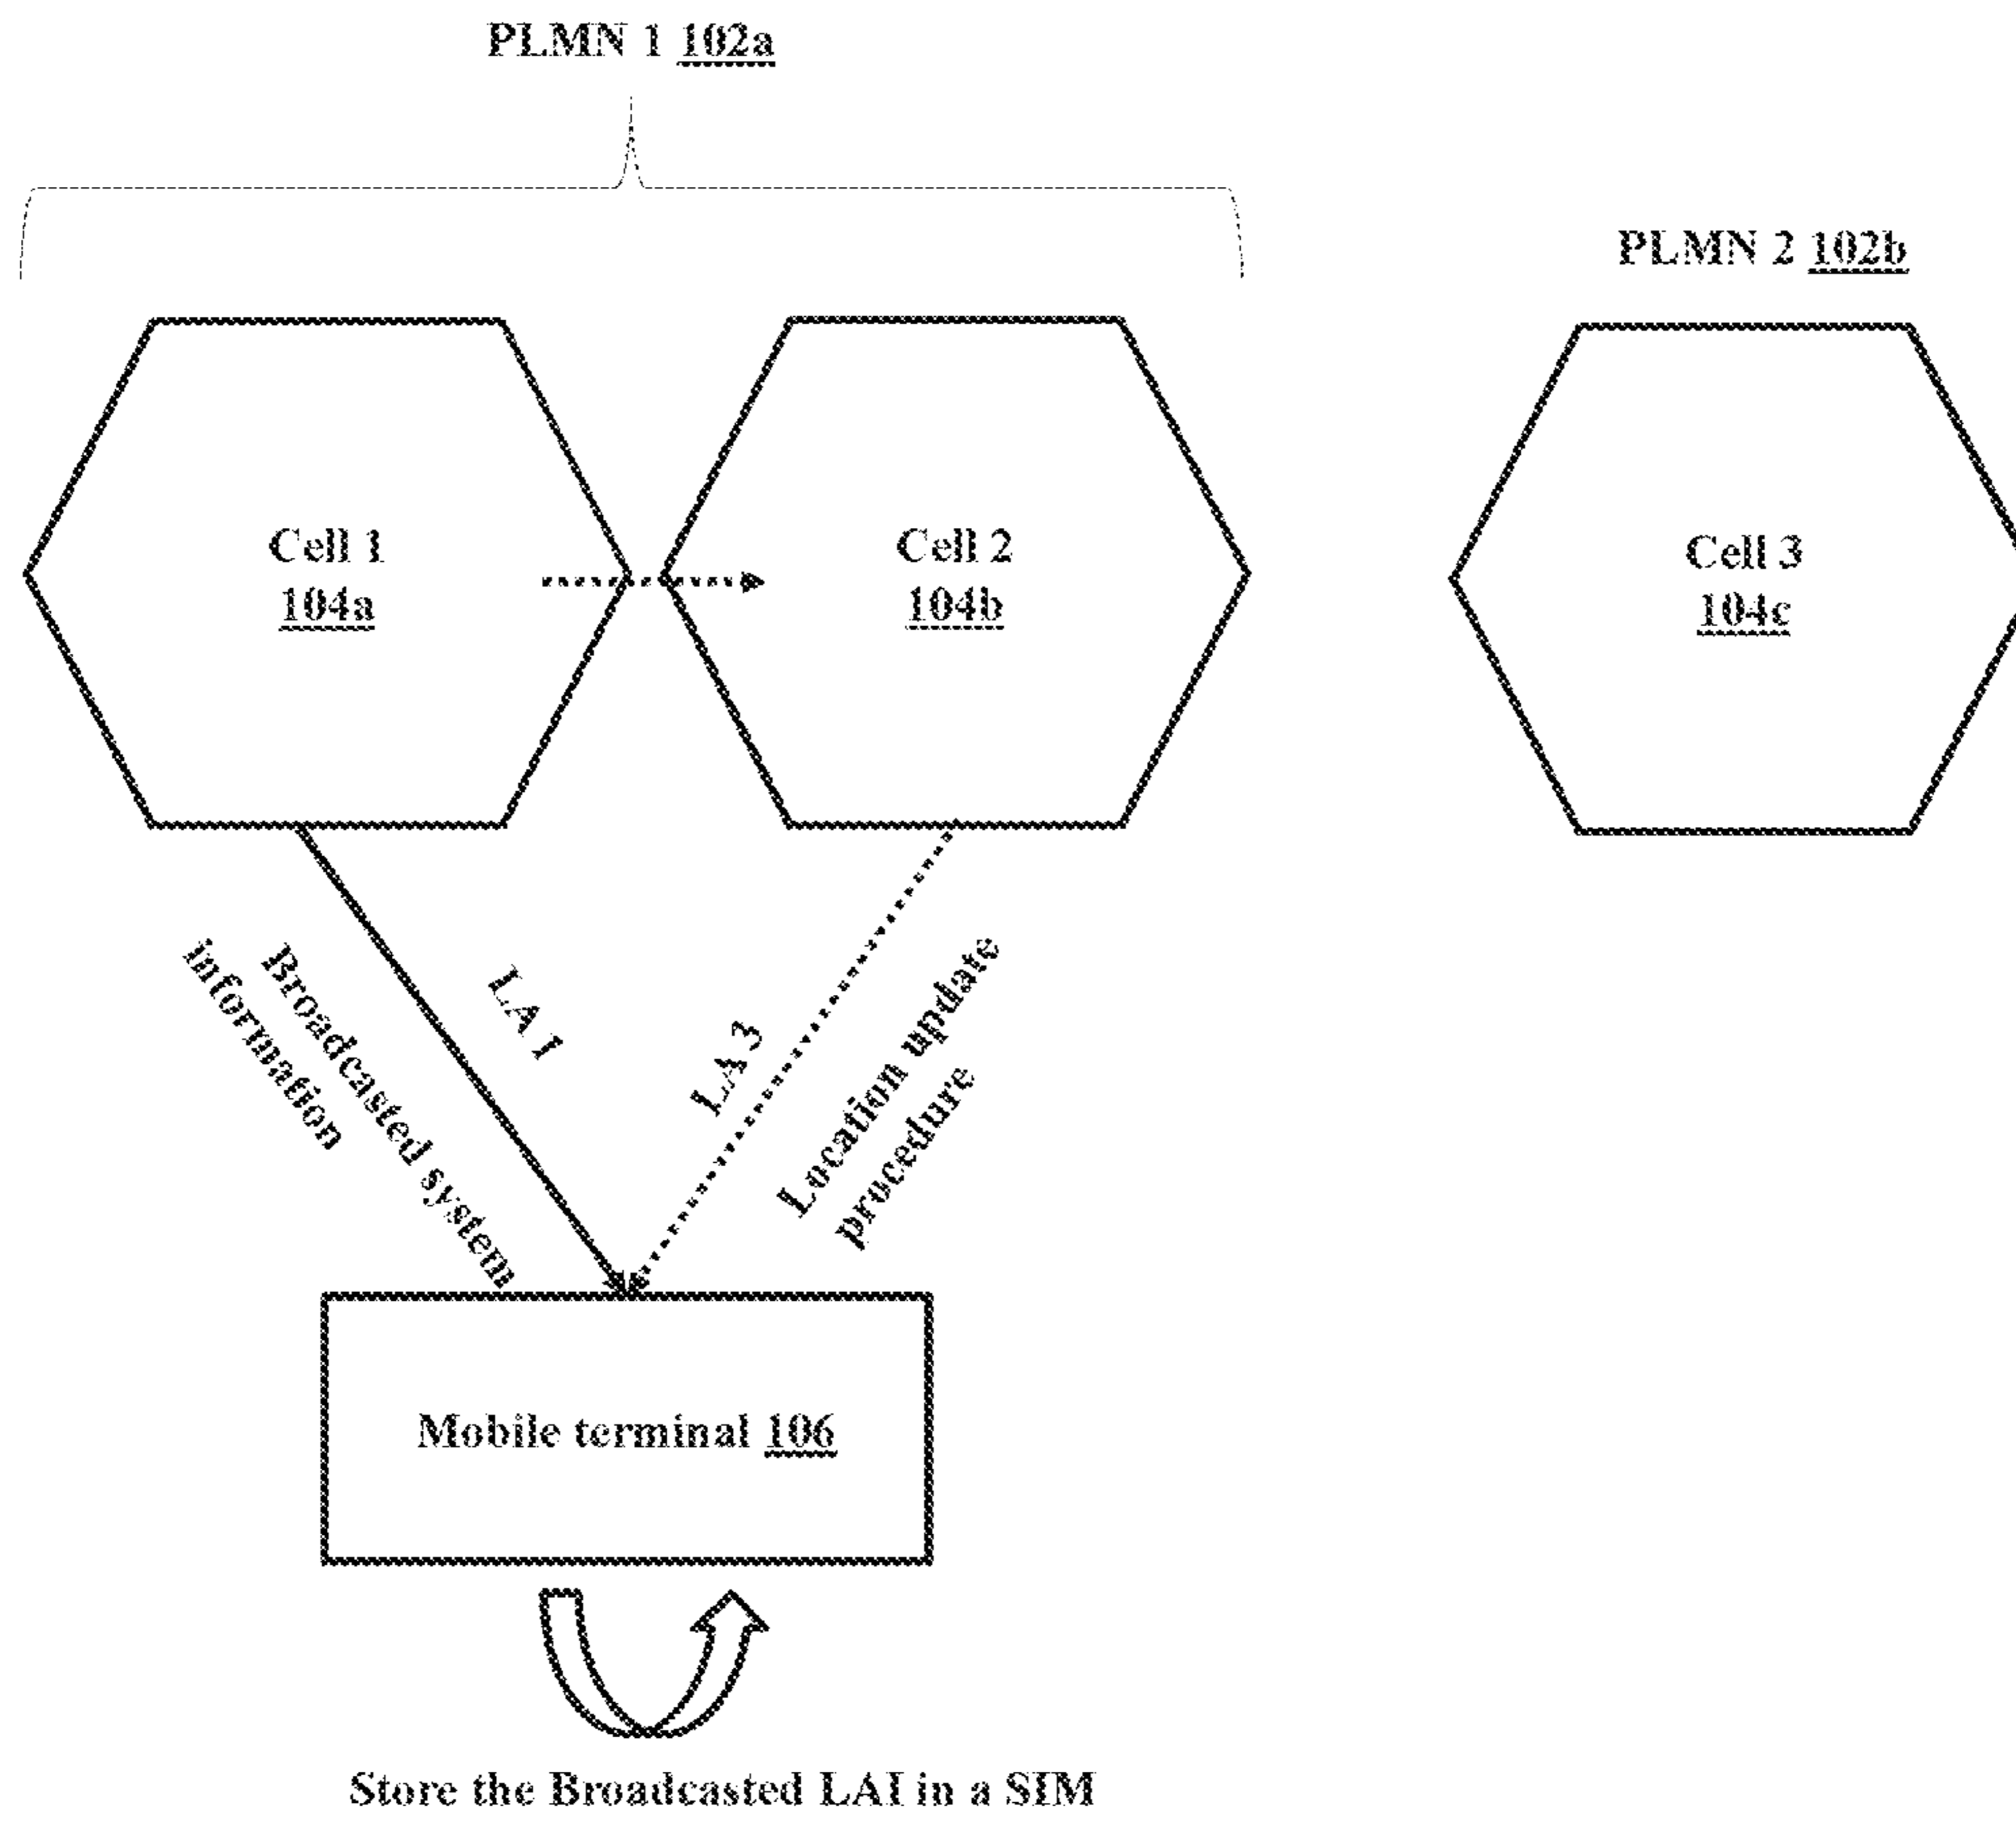 PLMN 1 102a
PLMN 2 102b
Cell 1
104a
Cell 2
104b
Cell 3
104c
Broadcasted system
information
LA 1
LA 3
Location update
procedure
Mobile terminal 106
Store the Broadcasted LAI in a SIM